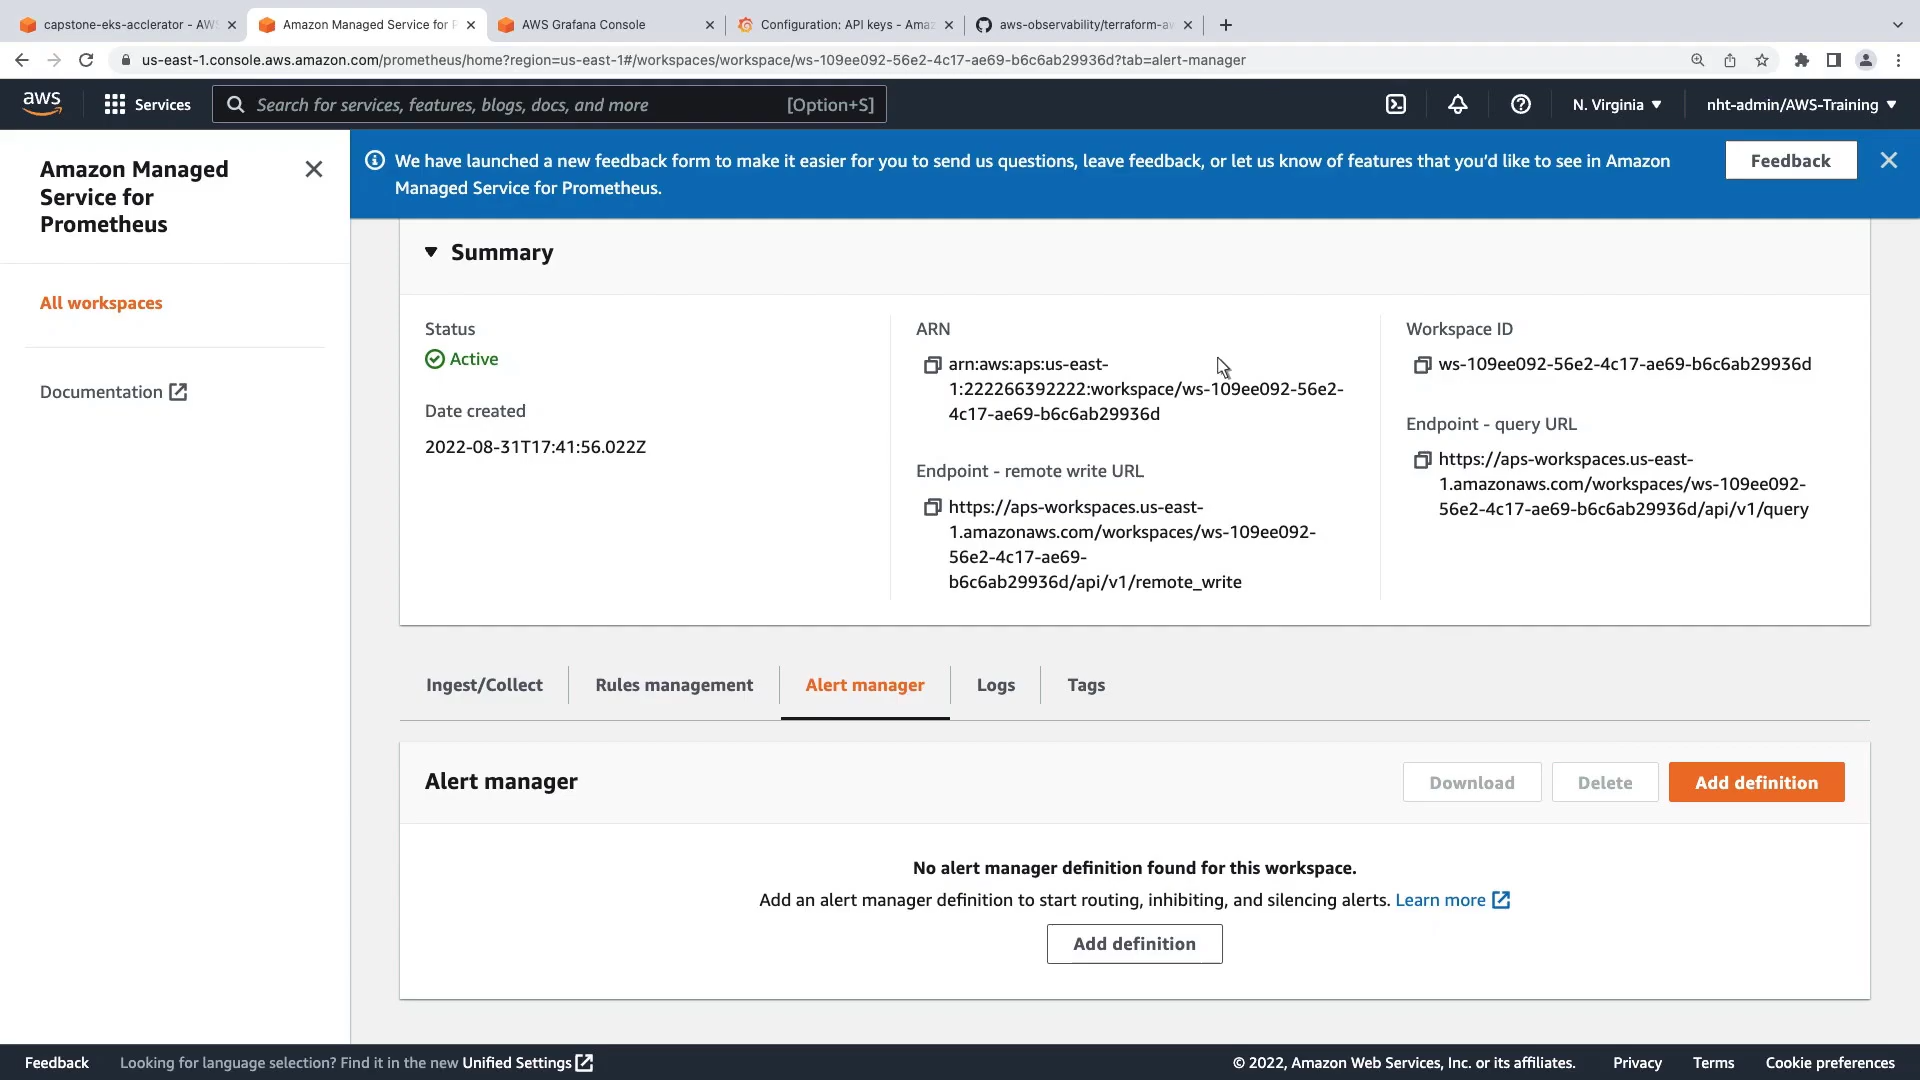 capstone-eks-acclerator - AWS
Amazon Managed Service for P
AWS Grafana Console
Configuration: API keys - Amaz
aws-observability/terraform-aw
us-east-1.console.aws.amazon.com/prometheus/home?region=us-east-1#/workspaces/workspace/ws-109ee092-56e2-4c17-ae69-b6c6ab29936d?tab=alert-manager
aws
Services
Search for services, features, blogs, docs, and more
[Option+S]
N. Virginia
nht-admin/AWS-Training
Amazon Managed
Service for
Prometheus
All workspaces
Documentation
We have launched a new feedback form to make it easier for you to send us questions, leave feedback, or let us know of features that you'd like to see in Amazon
Managed Service for Prometheus.
Feedback
Summary
Status
Active
Date created
2022-08-31T17:41:56.022Z
ARN
arn:aws:aps:us-east-
1:222266392222:workspace/ws-109ee092-56e2-
4c17-ae69-b6c6ab29936d
Endpoint - remote write URL
https://aps-workspaces.us-east-
1.amazonaws.com/workspaces/ws-109ee092-
56e2-4c17-ae69-
b6c6ab29936d/api/v1/remote_write
Workspace ID
ws-109ee092-56e2-4c17-ae69-b6c6ab29936d
Endpoint - query URL
https://aps-workspaces.us-east-
1.amazonaws.com/workspaces/ws-109ee092-
56e2-4c17-ae69-b6c6ab29936d/api/v1/query
Ingest/Collect
Rules management
Alert manager
Logs
Tags
Alert manager
Download
Delete
Add definition
No alert manager definition found for this workspace.
Add an alert manager definition to start routing, inhibiting, and silencing alerts. Learn more
Add definition
Feedback
Looking for language selection? Find it in the new Unified Settings
© 2022, Amazon Web Services, Inc. or its affiliates.
Privacy
Terms
Cookie preferences